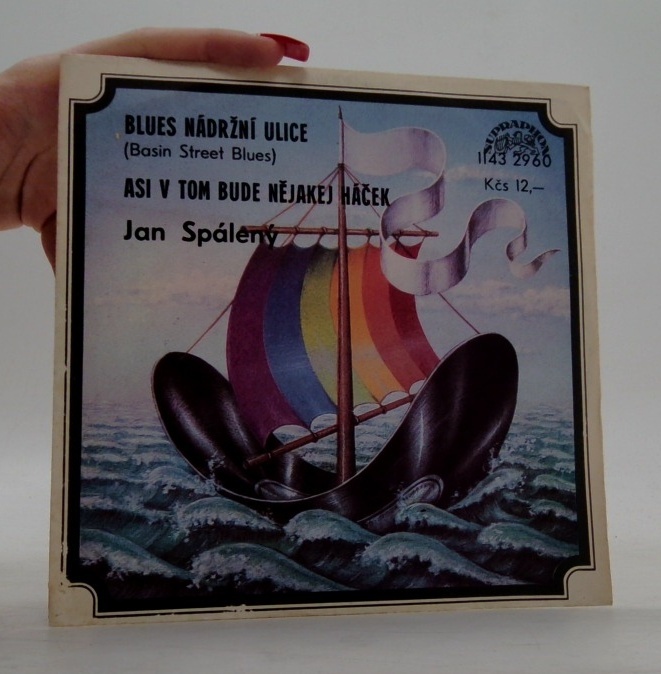 BLUES NÁDRŽNÍ ULICE
(Basin Street Blues)
ASI V TOM BUDE NĚJAKEJ HÁČEK
Jan Spálený
SUPRAPHON
1143 2960
Kčs 12,—